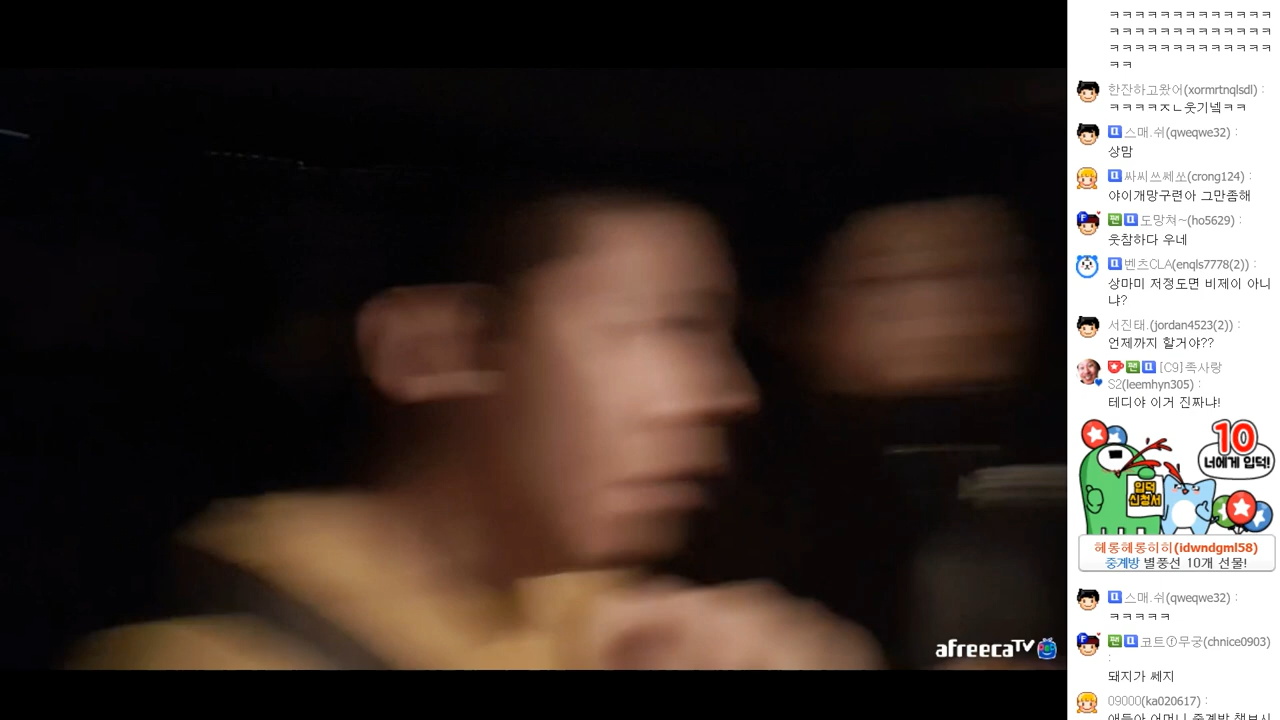 ㅋㅋㅋㅋㅋㅋㅋㅋㅋㅋㅋㅋㅋ
ㅋㅋㅋㅋㅋㅋㅋㅋㅋㅋㅋㅋㅋ
ㅋㅋㅋㅋㅋㅋㅋㅋㅋㅋㅋㅋㅋ
ㅋㅋ
한잔하고왔어(xormrtnqlsdl) :
ㅋㅋㅋㅋㅈㄴ웃기넼ㅋㅋ
스매.쉬(qweqwe32) :
상맘
싸씨쓰쎄쏘(crong124) :
야이개망구련아 그만좀해
팬 도망쳐~(ho5629) :
웃참하다 우네
벤츠CLA(enqls7778(2)) :
상마미 저정도면 비제이 아니
냐?
서진태.(jordan4523(2)) :
언제까지 할거야??
팬 [C9]족사랑
S2(leemhyn305) :
테디야 이거 진짜냐!
10
너에게 입덕!
입덕
신청서
헤롱헤롱히히(idwndgml58)
중계방 별풍선 10개 선물!
스매.쉬(qweqwe32) :
ㅋㅋㅋㅋㅋ
팬 코트ⓕ무궁(chnice0903)
:
돼지가 쎄지
09000(ka020617) :
afreecaTV